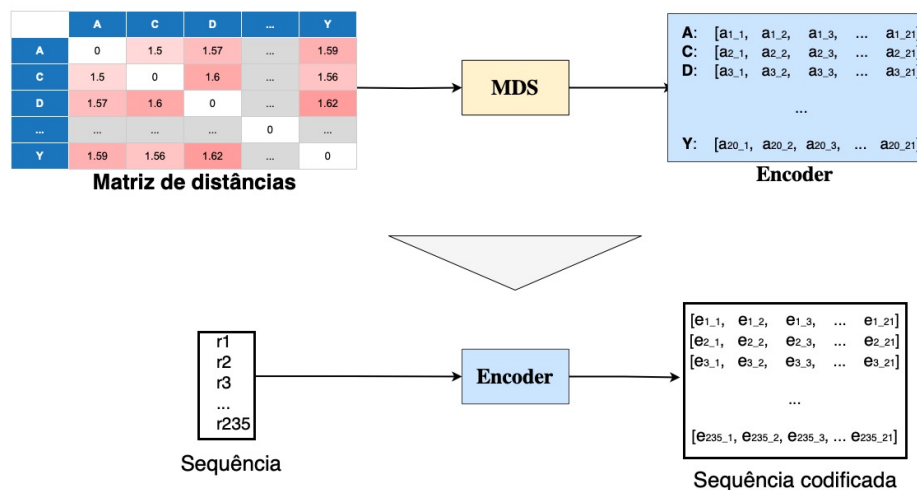 A C D ... Y
A 0 1.5 1.57 ... 1.59
C 1.5 0 1.6 ... 1.56
D 1.57 1.6 0 ... 1.62
... ... ... ... 0 ...
Y 1.59 1.56 1.62 ... 0
Matriz de distâncias
MDS
A: [a1_1, a1_2, a1_3, ... a1_21]
C: [a2_1, a2_2, a2_3, ... a2_21]
D: [a3_1, a3_2, a3_3, ... a3_21]
...
Y: [a20_1, a20_2, a20_3, ... a20_21]
Encoder
r1
r2
r3
...
r235
Sequência
Encoder
[e1_1, e1_2, e1_3, ... e1_21]
[e2_1, e2_2, e2_3, ... e2_21]
[e3_1, e3_2, e3_3, ... e3_21]
...
[e235_1, e235_2, e235_3, ... e235_21]
Sequência codificada